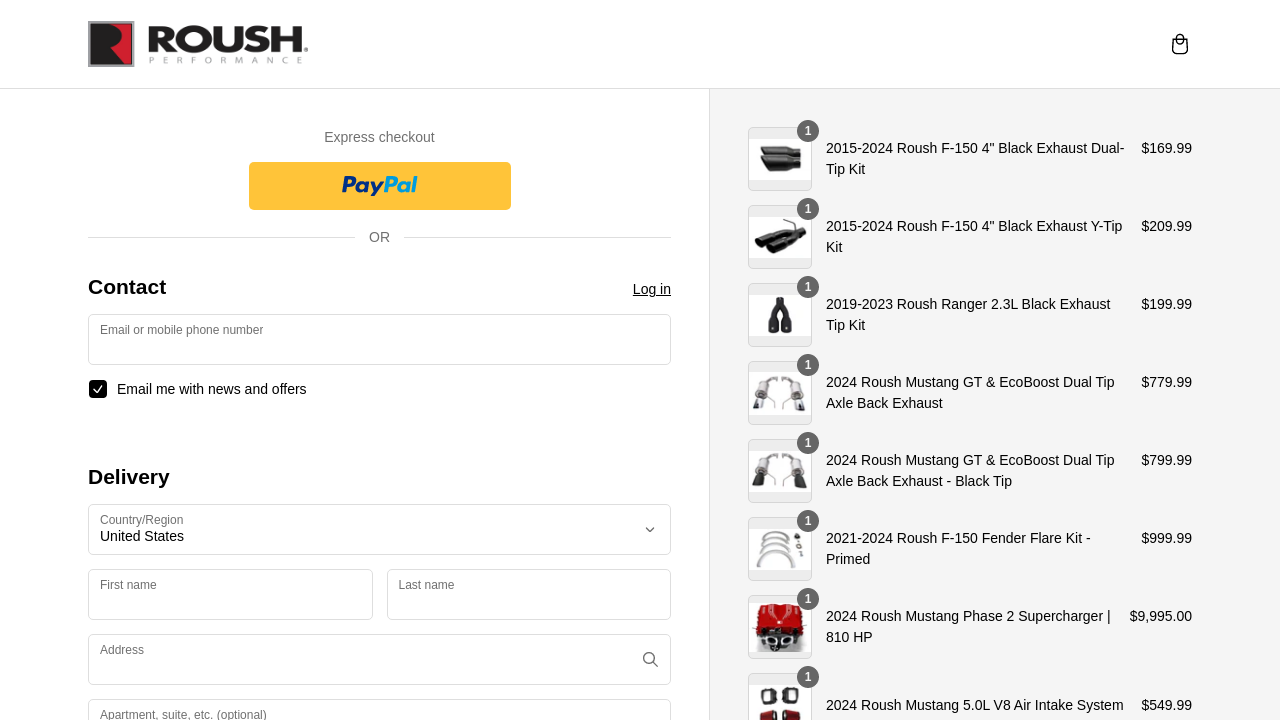 ROUSH
PERFORMANCE
Express checkout
PayPal
OR
Contact
Log in
Email or mobile phone number
Email me with news and offers
Delivery
Country/Region
United States
First name
Last name
Address
Apartment, suite, etc. (optional)
1
2015-2024 Roush F-150 4" Black Exhaust Dual-
Tip Kit
$169.99
1
2015-2024 Roush F-150 4" Black Exhaust Y-Tip
Kit
$209.99
1
2019-2023 Roush Ranger 2.3L Black Exhaust
Tip Kit
$199.99
1
2024 Roush Mustang GT & EcoBoost Dual Tip
Axle Back Exhaust
$779.99
1
2024 Roush Mustang GT & EcoBoost Dual Tip
Axle Back Exhaust - Black Tip
$799.99
1
2021-2024 Roush F-150 Fender Flare Kit -
Primed
$999.99
1
2024 Roush Mustang Phase 2 Supercharger |
810 HP
$9,995.00
1
2024 Roush Mustang 5.0L V8 Air Intake System
$549.99